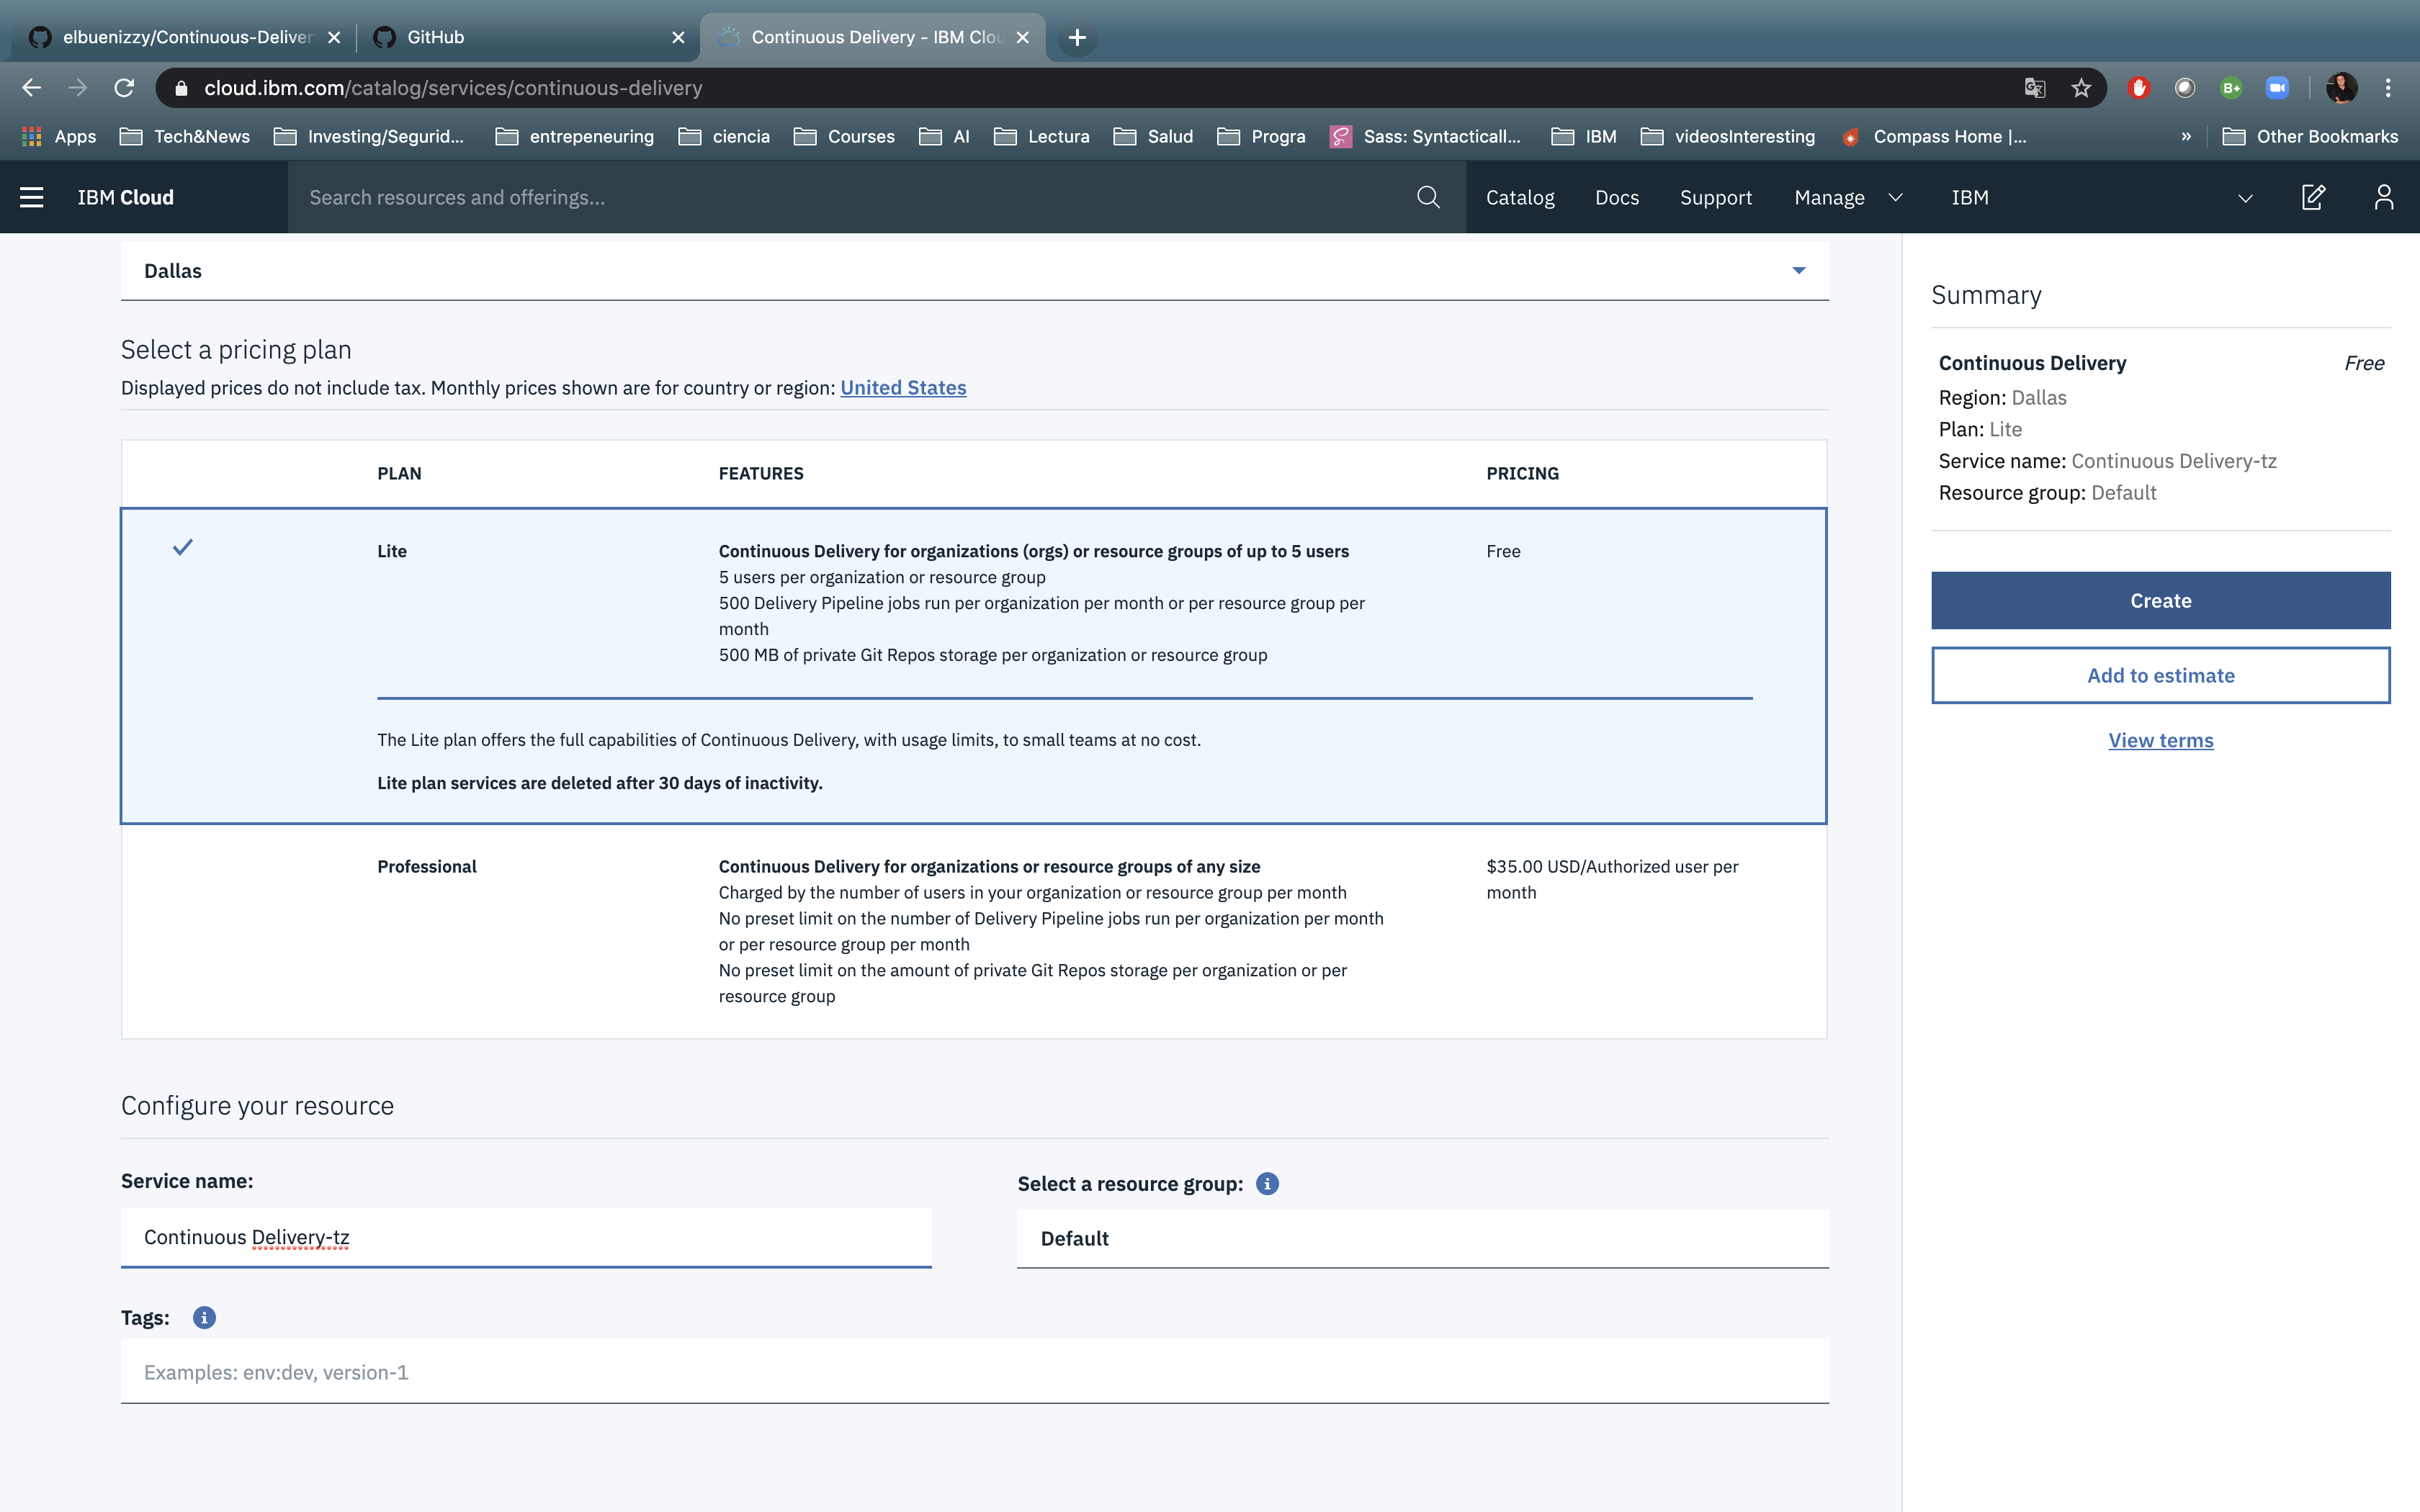 elbuenizzy/Continuous-Deliver
GitHub
Continuous Delivery - IBM Clou
cloud.ibm.com/catalog/services/continuous-delivery
Apps
Tech&News
Investing/Segurid...
entrepeneuring
ciencia
Courses
AI
Lectura
Salud
Progra
Sass: Syntacticall...
IBM
videosInteresting
Compass Home |...
»
Other Bookmarks
IBM Cloud
Search resources and offerings...
Catalog
Docs
Support
Manage
IBM
Dallas
Select a pricing plan
Displayed prices do not include tax. Monthly prices shown are for country or region: United States
PLAN
FEATURES
PRICING
Lite
Continuous Delivery for organizations (orgs) or resource groups of up to 5 users
5 users per organization or resource group
500 Delivery Pipeline jobs run per organization per month or per resource group per
month
500 MB of private Git Repos storage per organization or resource group
Free
The Lite plan offers the full capabilities of Continuous Delivery, with usage limits, to small teams at no cost.
Lite plan services are deleted after 30 days of inactivity.
Professional
Continuous Delivery for organizations or resource groups of any size
Charged by the number of users in your organization or resource group per month
No preset limit on the number of Delivery Pipeline jobs run per organization per month
or per resource group per month
No preset limit on the amount of private Git Repos storage per organization or per
resource group
$35.00 USD/Authorized user per
month
Configure your resource
Service name:
Continuous Delivery-tz
Select a resource group:
Default
Tags:
Examples: env:dev, version-1
Summary
Continuous Delivery
Free
Region: Dallas
Plan: Lite
Service name: Continuous Delivery-tz
Resource group: Default
Create
Add to estimate
View terms
B+